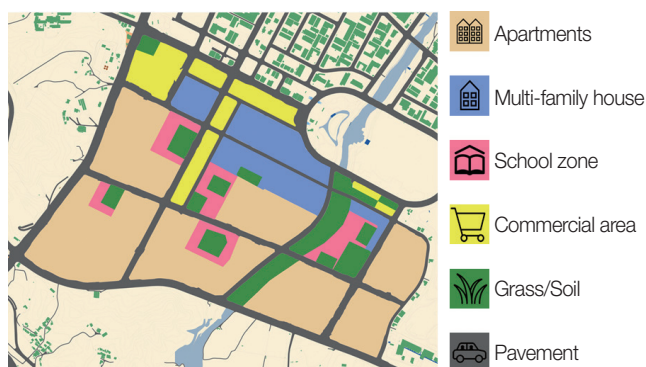 Apartments
Multi-family house
School zone
Commercial area
Grass/Soil
Pavement